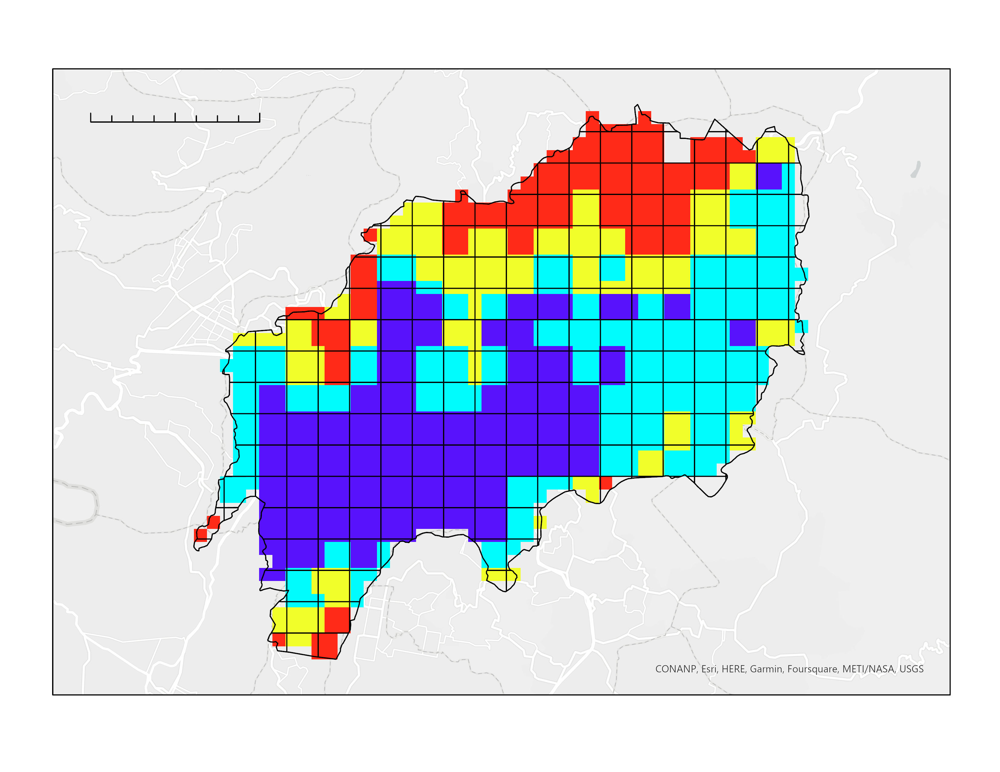 CONANP, Esri, HERE, Garmin, Foursquare, METI/NASA, USGS